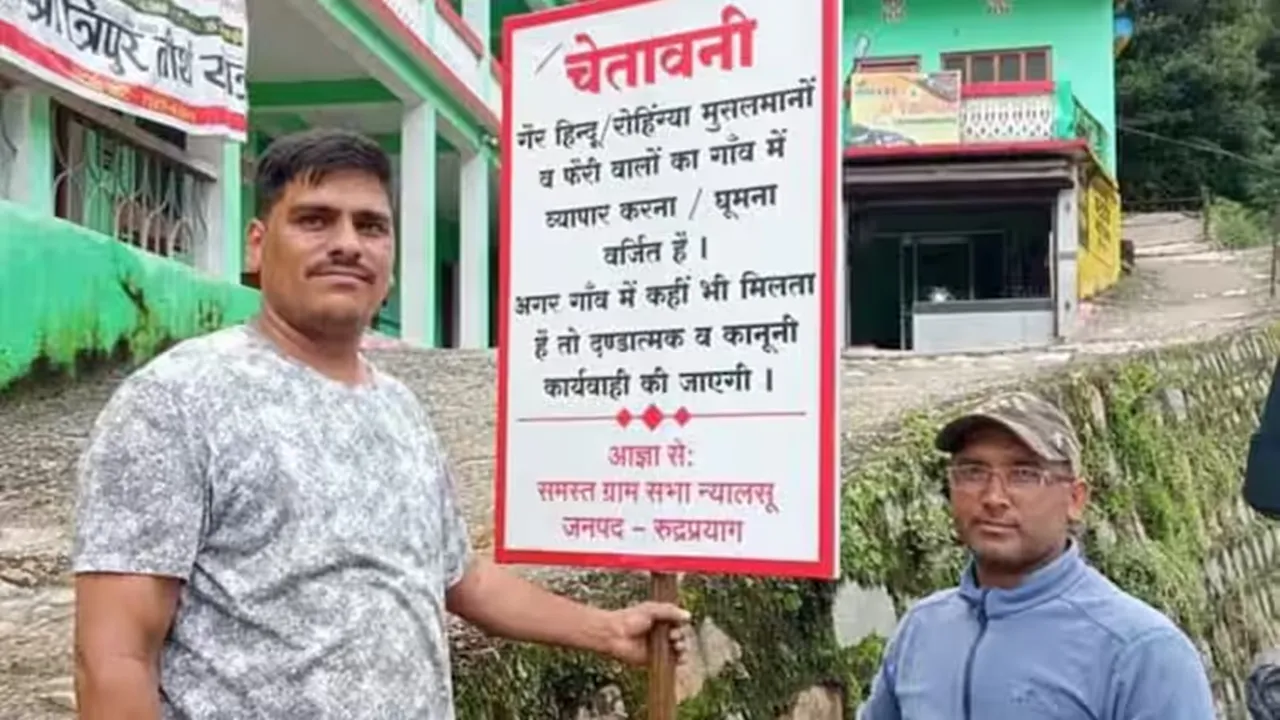 त्रिपुर तीर्थ
चेतावनी
गैर हिन्दू/रोहिंग्या मुसलमानों
व फेंरी वालों का गाँव में
व्यापार करना / घूमना
वर्जित हैं ।
अगर गाँव में कहीं भी मिलता
हैं तो दण्डात्मक व कानूनी
कार्यवाही की जाएगी ।
आज्ञा से:
समस्त ग्राम सभा न्यालसू
जनपद – रुद्रप्रयाग